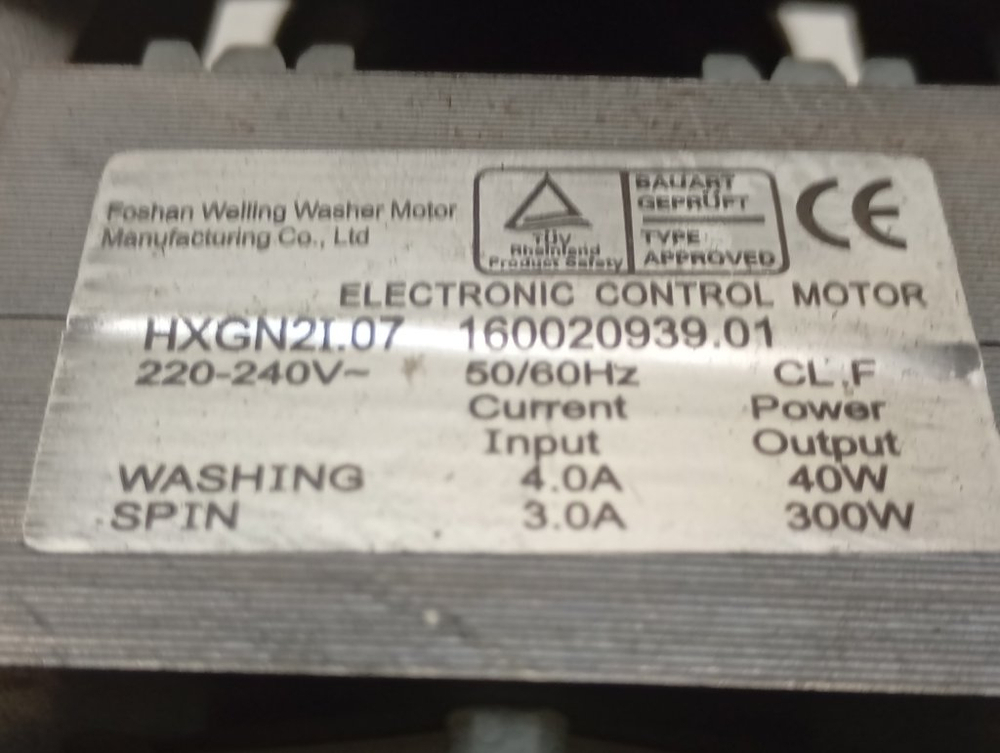 Foshan Welling Washer Motor
Manufacturing Co., Ltd
TÜV
Rheinland
Product Safety
BAUART
GEPRÜFT
TYPE
APPROVED
CE
ELECTRONIC CONTROL MOTOR
HXGN2I.07 160020939.01
220-240V~ 50/60Hz CL.F
Current Power
Input Output
WASHING 4.0A 40W
SPIN 3.0A 300W